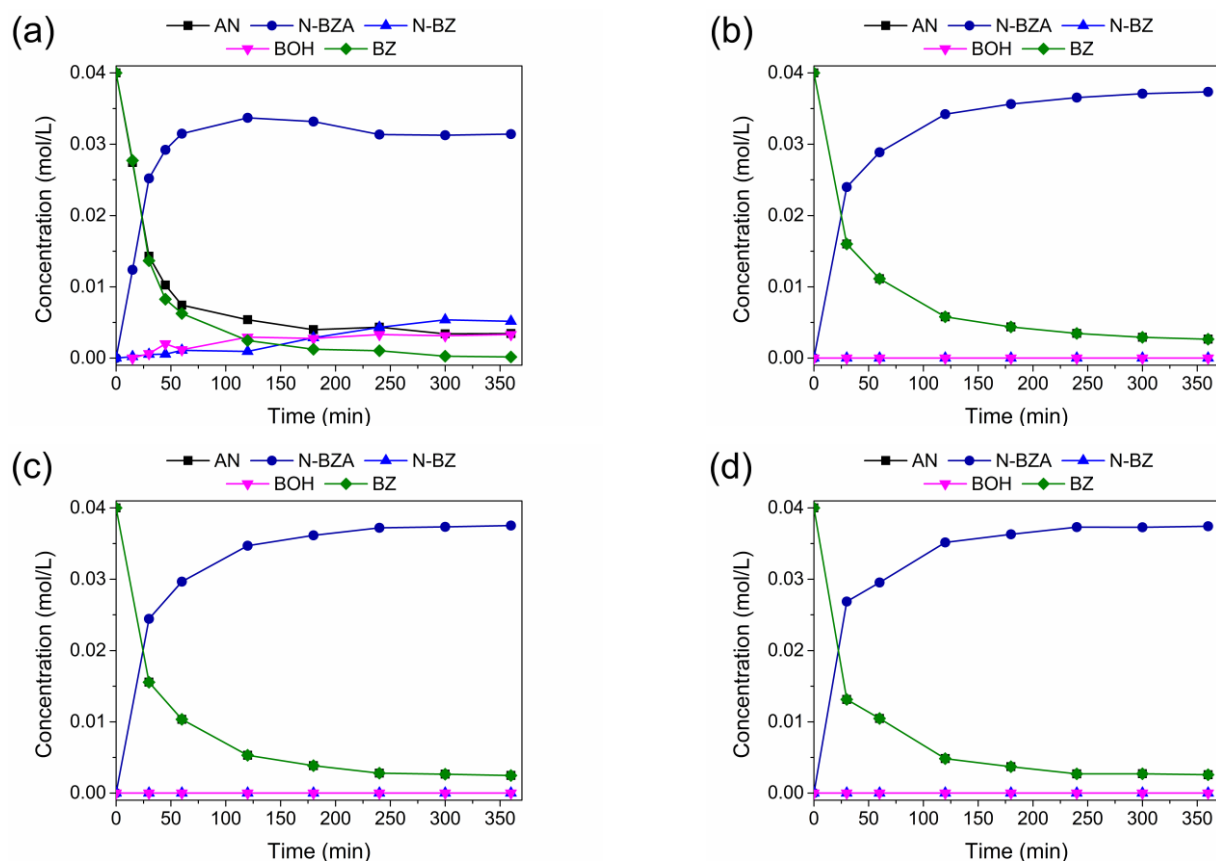 (a)
AN N-BZA N-BZ
BOH BZ
0.04
0.03
0.02
0.01
0.00
Concentration (mol/L)
0 50 100 150 200 250 300 350
Time (min)
(b)
AN N-BZA N-BZ
BOH BZ
0.04
0.03
0.02
0.01
0.00
Concentration (mol/L)
0 50 100 150 200 250 300 350
Time (min)
(c)
AN N-BZA N-BZ
BOH BZ
0.04
0.03
0.02
0.01
0.00
Concentration (mol/L)
0 50 100 150 200 250 300 350
Time (min)
(d)
AN N-BZA N-BZ
BOH BZ
0.04
0.03
0.02
0.01
0.00
Concentration (mol/L)
0 50 100 150 200 250 300 350
Time (min)